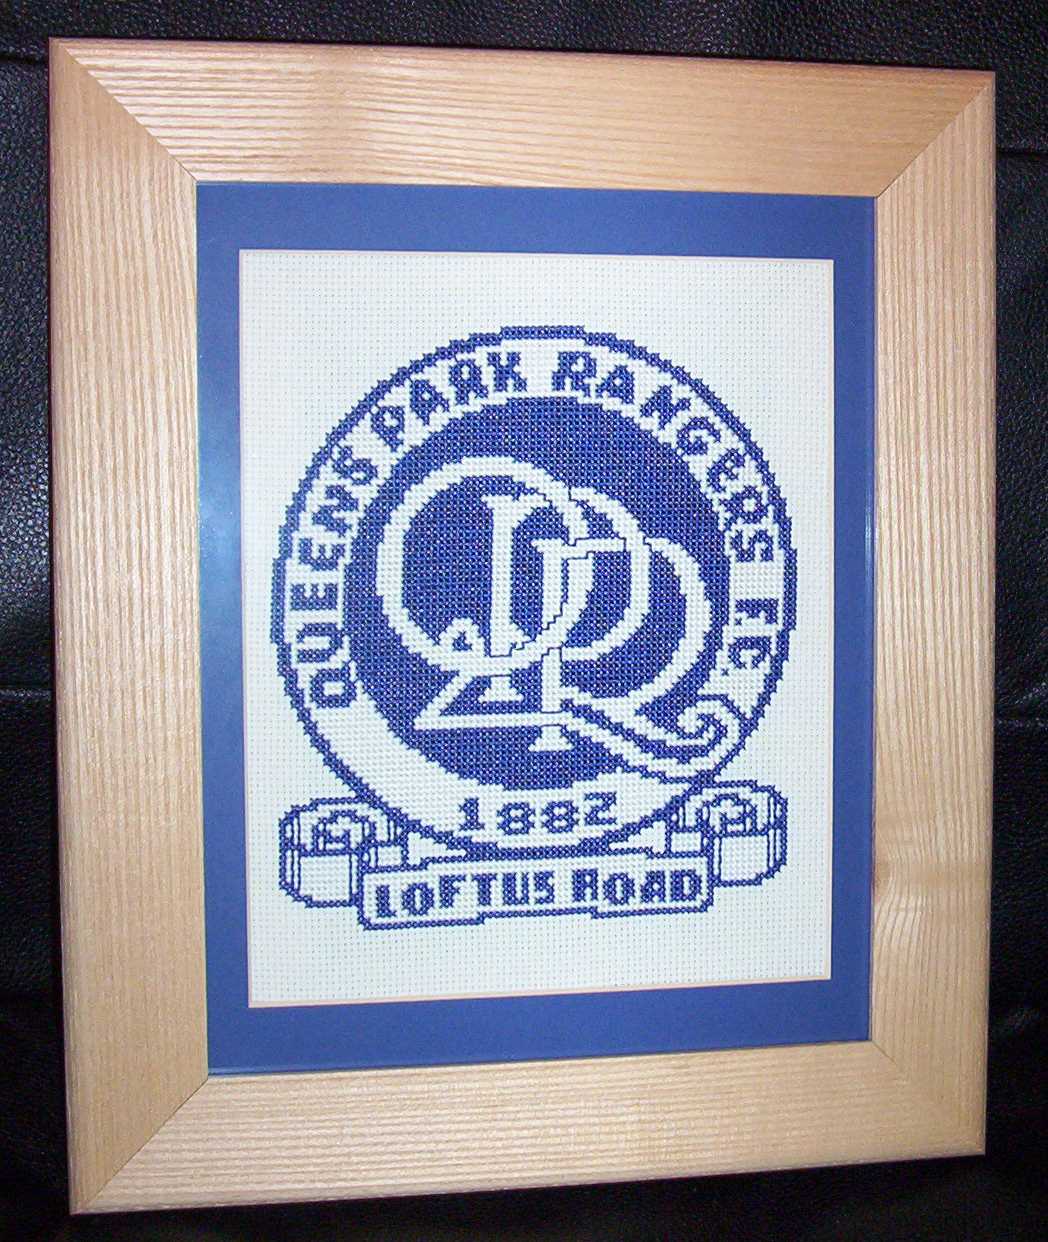 QUEENS PARK RANGERS F.C.
QPR
1882
LOFTUS ROAD